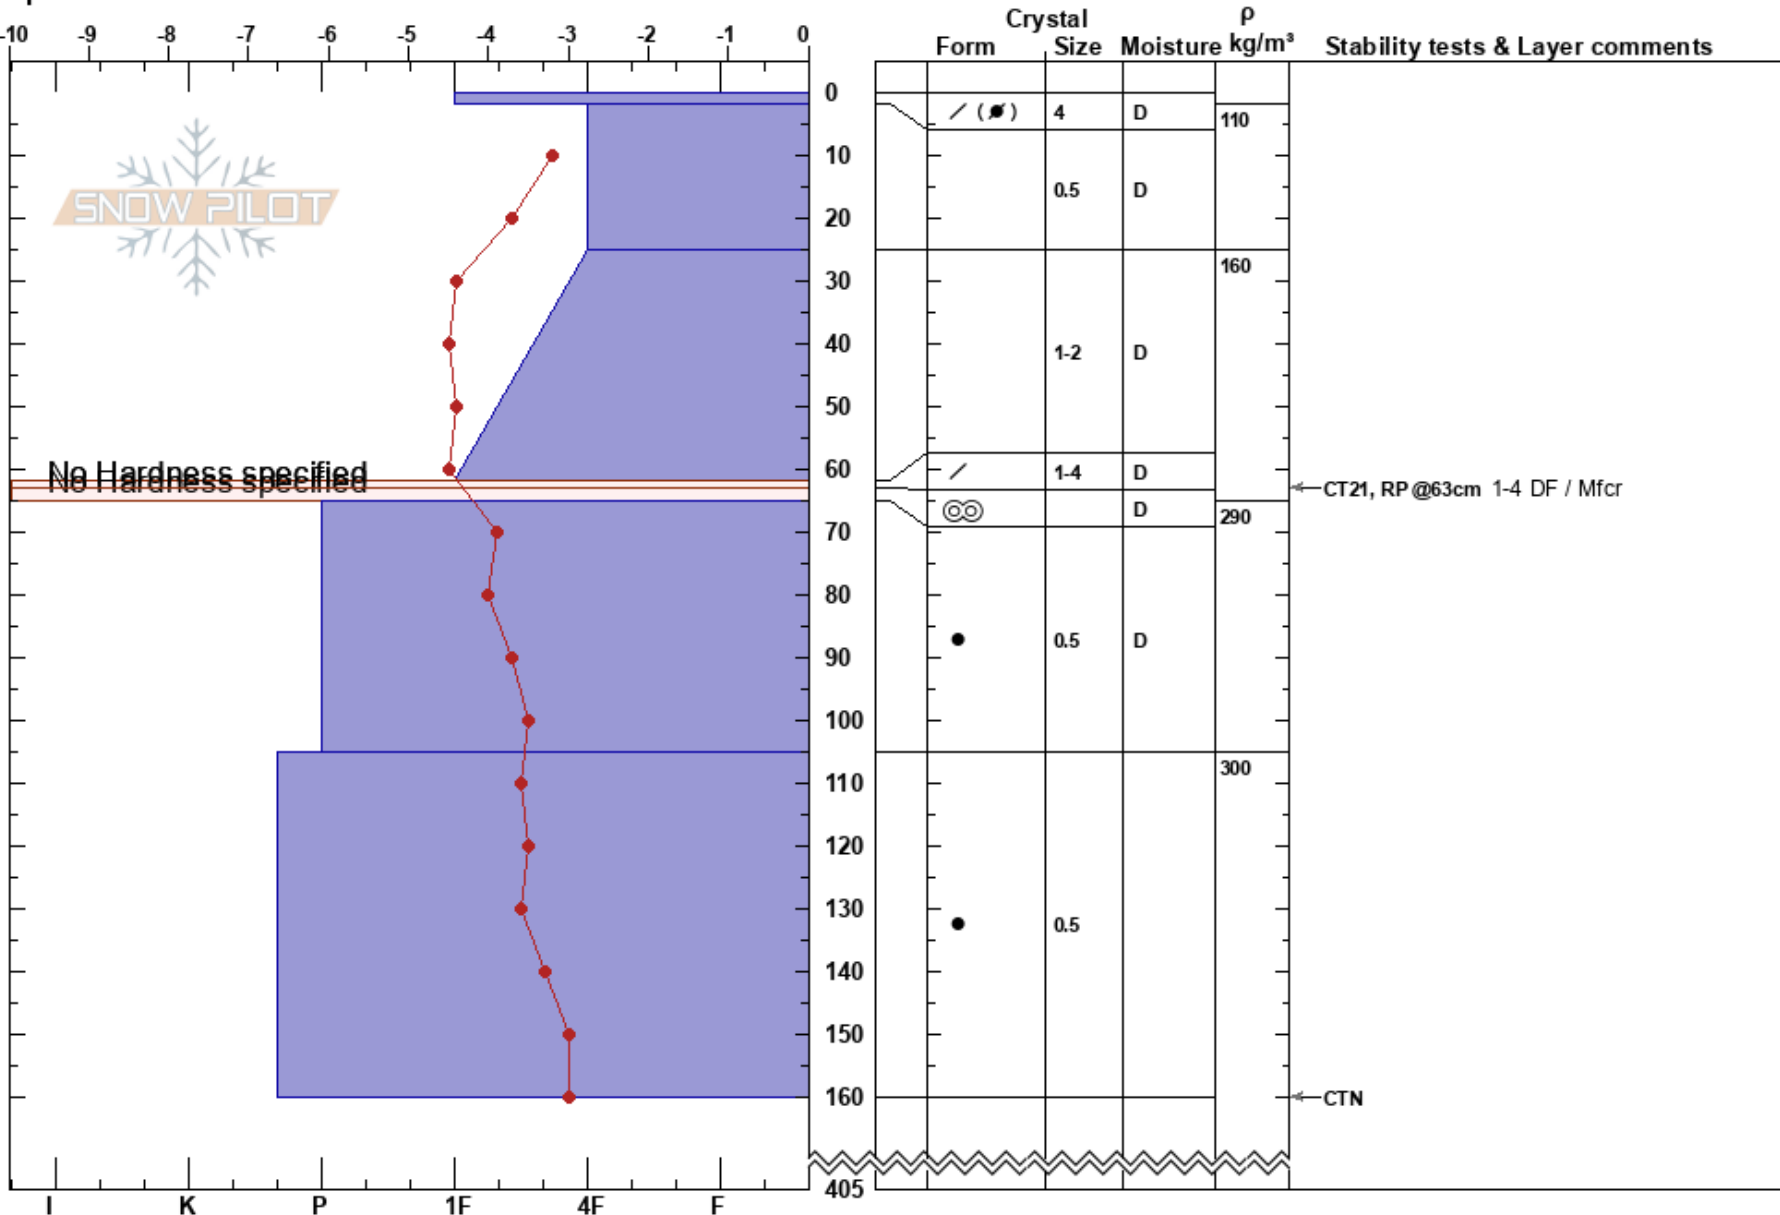 Crystal ρ
-10 -9 -8 -7 -6 -5 -4 -3 -2 -1 0 Form Size Moisture kg/m³ Stability tests & Layer comments
0
/ ( ) 4 D 110
SNOW PILOT
10
0.5 D
20
160
30
40 1-2 D
50
60 / 1-4 D
No Hardness specified
No Hardness specified
CT21, RP @63cm 1-4 DF / Mfcr
D 290
70
80 0.5 D
90
100
300
110
120
130 0.5
140
150
160 CTN
405
I K P 1F 4F F